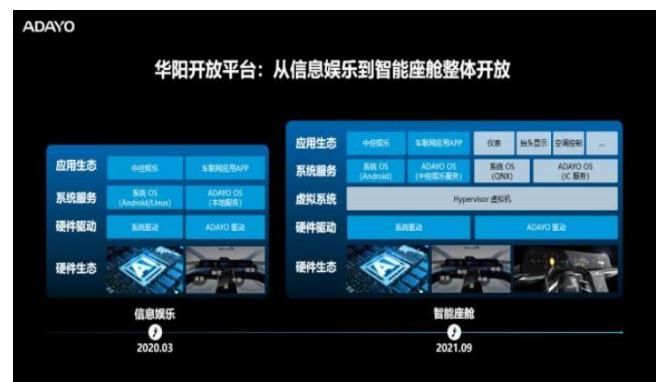 ADAYO
华阳开放平台：从信息娱乐到智能座舱整体开放
应用生态
中控娱乐
车联网应用APP
系统服务
系统 OS
(Android/Linux)
ADAYO OS
(本地服务)
硬件驱动
系统驱动
ADAYO 驱动
硬件生态
AI
信息娱乐
2020.03
应用生态
中控娱乐
车联网应用APP
仪表
抬头显示
空调控制
...
系统服务
系统 OS
(Android)
ADAYO OS
(中控娱乐服务)
系统 OS
(QNX)
ADAYO OS
(IC 服务)
虚拟系统
Hypervisor 虚拟机
硬件驱动
系统驱动
ADAYO 驱动
硬件生态
AI
智能座舱
2021.09